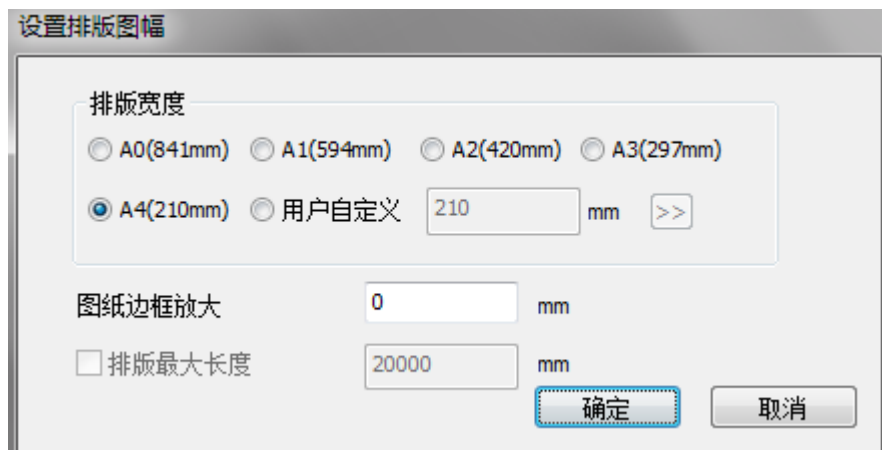 设置排版图幅
排版宽度
A0(841mm) A1(594mm) A2(420mm) A3(297mm)
A4(210mm) 用户自定义 210 mm >>
图纸边框放大 0 mm
排版最大长度 20000 mm
确定 取消